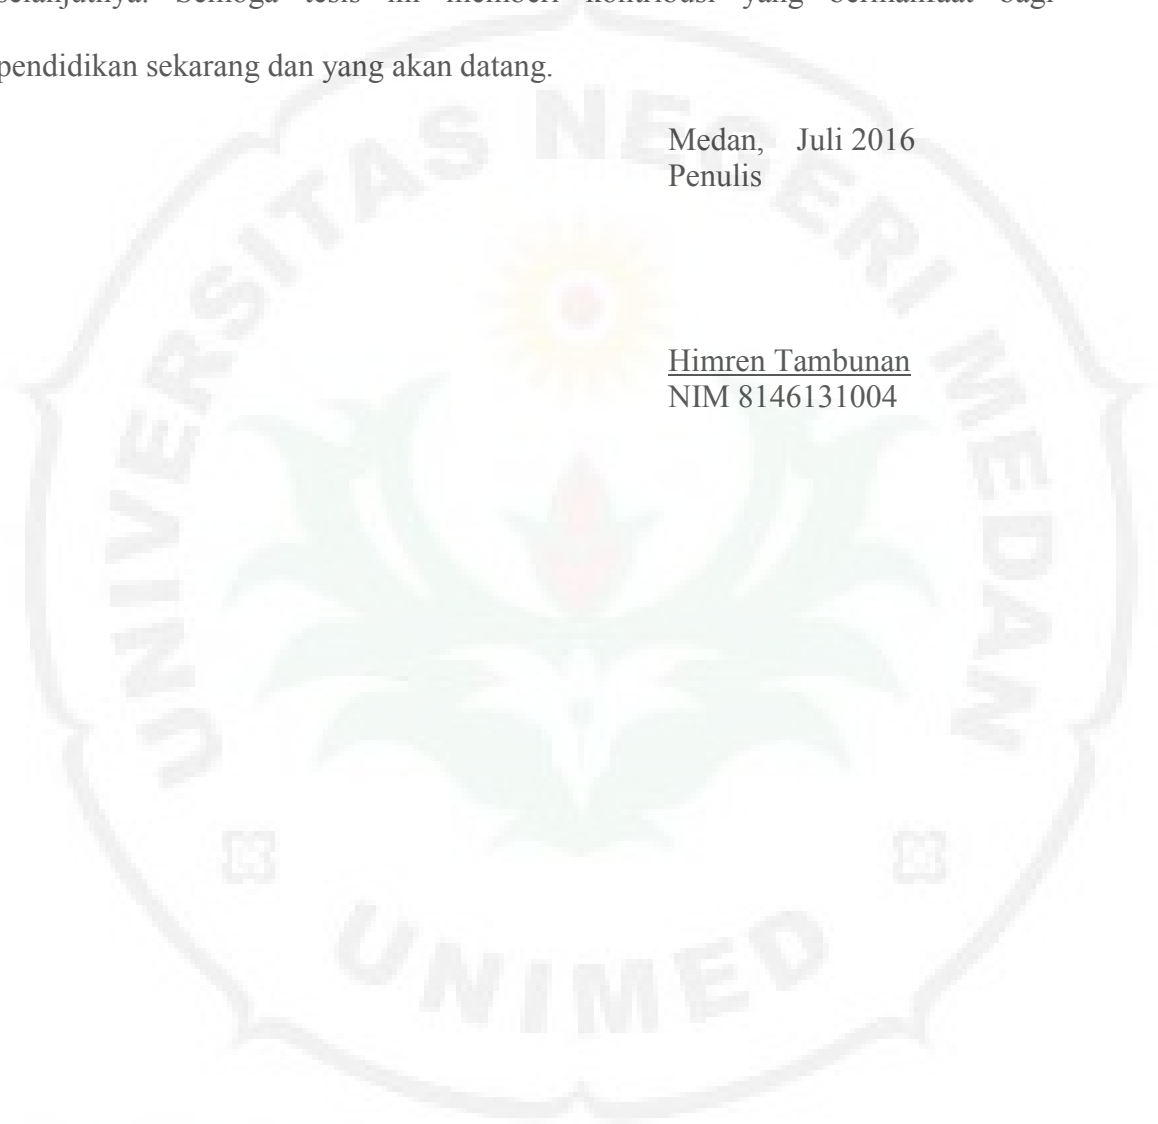 selanjutnya. Semoga tesis ini memberi kontribusi yang bermanfaat bagi
pendidikan sekarang dan yang akan datang.
Medan, Juli 2016
Penulis
Himren Tambunan
NIM 8146131004
UNIVERSITAS NEGERI MEDAN
UNIMED